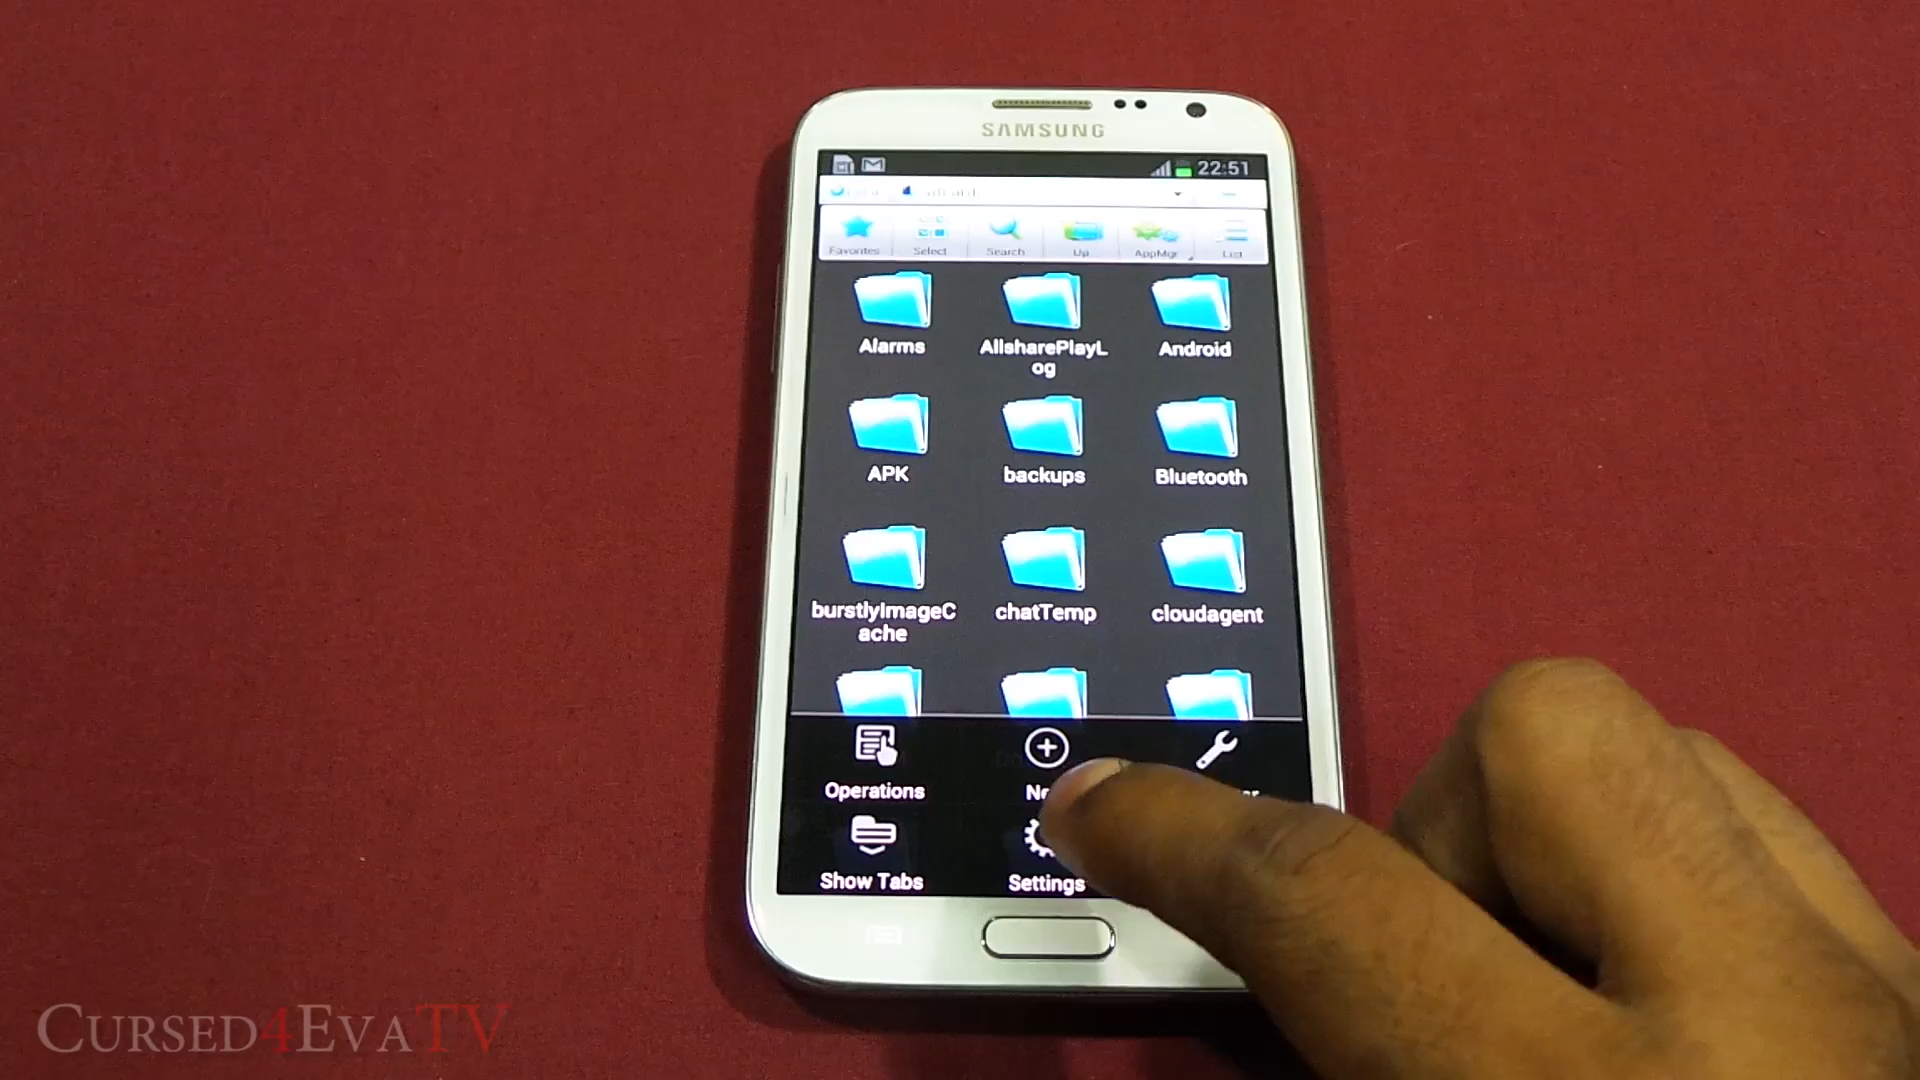 SAMSUNG
22:51
Favorites Select Search Up AppMgr List
Alarms AllsharePlayL Android
og
APK backups Bluetooth
burstlyImageC chatTemp cloudagent
ache
Operations
Show Tabs Settings
Cursed4EvaTV